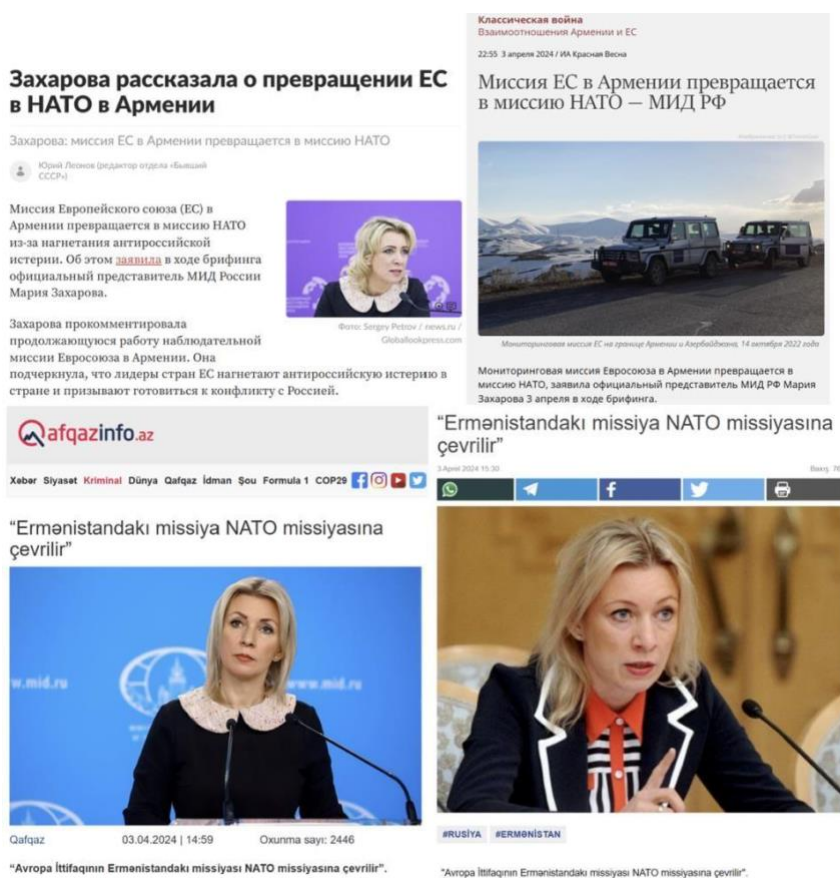 Захарова рассказала о превращении ЕС
в НАТО в Армении
Захарова: миссия ЕС в Армении превращается в миссию НАТО
Юрий Леонов (редактор отдела «Бывший
СССР»)
Миссия Европейского союза (ЕС) в
Армении превращается в миссию НАТО
из-за нагнетания антироссийской
истерии. Об этом заявила в ходе брифинга
официальный представитель МИД России
Мария Захарова.
Фото: Sergey Petrov / news.ru /
Globallookpress.com
Захарова прокомментировала
продолжающуюся работу наблюдательной
миссии Евросоюза в Армении. Она
подчеркнула, что лидеры стран ЕС нагнетают антироссийскую истерию в
стране и призывают готовиться к конфликту с Россией.
Классическая война
Взаимоотношения Армении и ЕС
22:55 3 апреля 2024 / ИА Красная Весна
Миссия ЕС в Армении превращается
в миссию НАТО — МИД РФ
Мониторинговая миссия ЕС на границе Армении и Азербайджана, 14 октября 2022 года
Мониторинговая миссия Евросоюза в Армении превращается в
миссию НАТО, заявила официальный представитель МИД РФ Мария
Захарова 3 апреля в ходе брифинга.
Qafqazinfo.az
Xəbər Siyasət Kriminal Dünya Qafqaz İdman Şou Formula 1 COP29
“Ermənistandakı missiya NATO missiyasına
çevrilir”
w.mid.ru
www.mid.ru
Qafqaz 03.04.2024 | 14:59 Oxunma sayı: 2446
“Avropa İttifaqının Ermənistandakı missiyası NATO missiyasına çevrilir”.
“Ermənistandakı missiya NATO missiyasına
çevrilir”
3 Aprel 2024 15:30
#RUSİYA #ERMƏNİSTAN
"Avropa İttifaqının Ermənistandakı missiyası NATO missiyasına çevrilir".